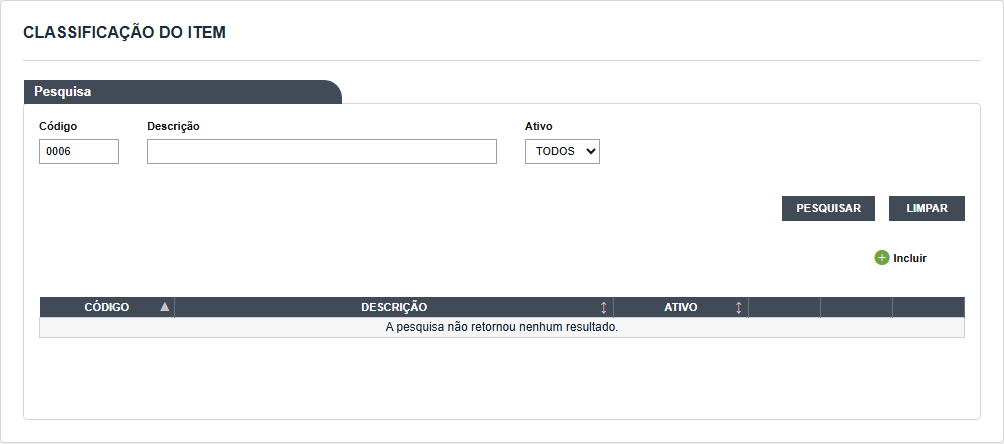 CLASSIFICAÇÃO DO ITEM
Pesquisa
Código Descrição Ativo
0006 TODOS
PESQUISAR LIMPAR
Incluir
CÓDIGO DESCRIÇÃO ATIVO
A pesquisa não retornou nenhum resultado.